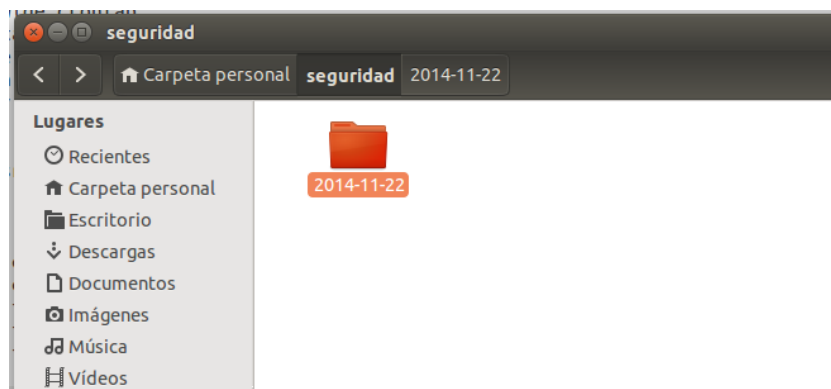 seguridad
Carpeta personal seguridad 2014-11-22
Lugares
Recientes
Carpeta personal
Escritorio
Descargas
Documentos
Imágenes
Música
Vídeos
2014-11-22